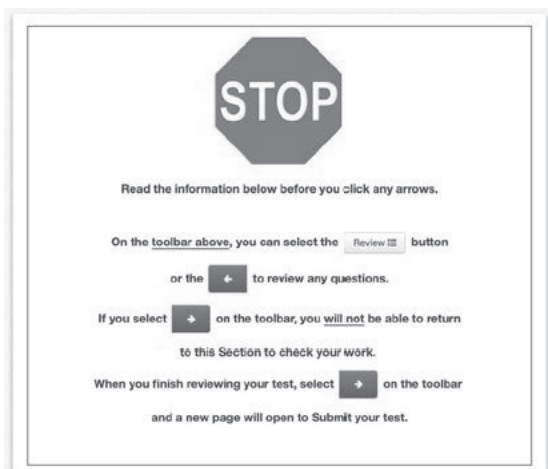 STOP
Read the information below before you click any arrows.
On the toolbar above, you can select the Review button
or the ← to review any questions.
If you select → on the toolbar, you will not be able to return
to this Section to check your work.
When you finish reviewing your test, select → on the toolbar
and a new page will open to Submit your test.